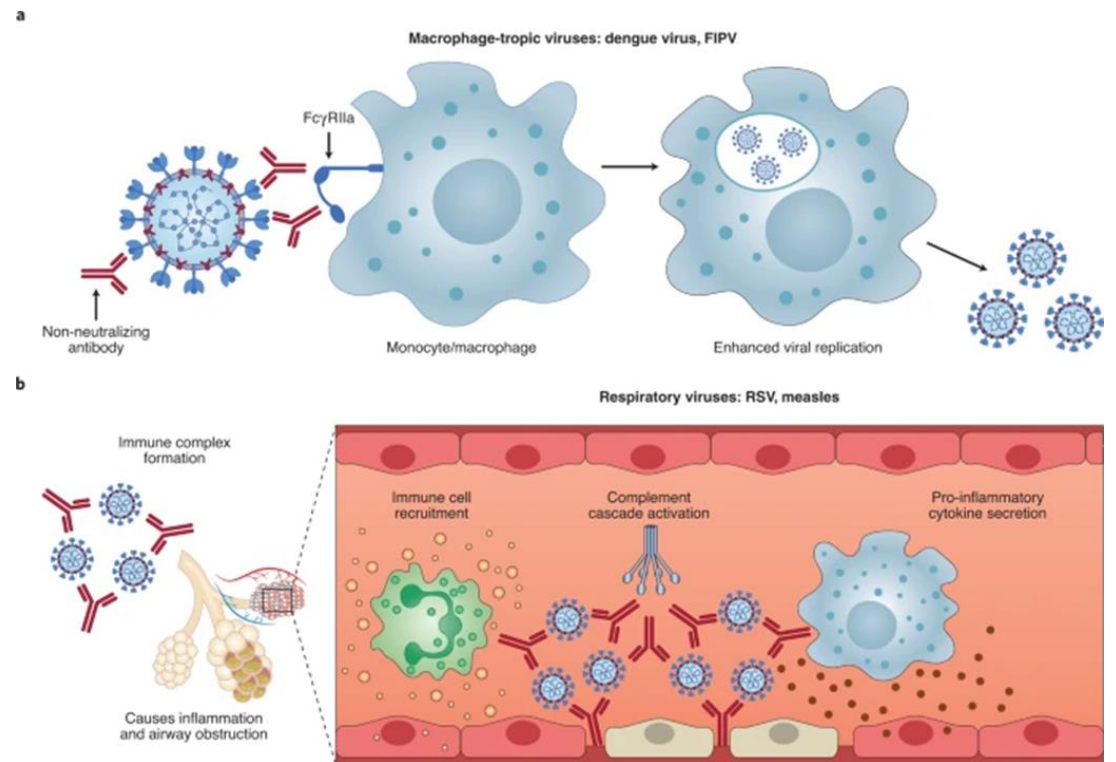 a
Macrophage-tropic viruses: dengue virus, FIPV
FcγRIIa
Non-neutralizing
antibody
Monocyte/macrophage
Enhanced viral replication
b
Respiratory viruses: RSV, measles
Immune complex
formation
Causes inflammation
and airway obstruction
Immune cell
recruitment
Complement
cascade activation
Pro-inflammatory
cytokine secretion